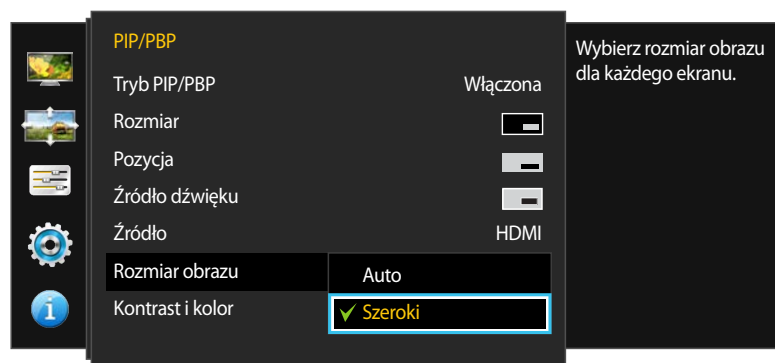 PIP/PBP
Tryb PIP/PBP Włączona
Rozmiar
Pozycja
Źródło dźwięku
Źródło HDMI
Rozmiar obrazu Auto
Kontrast i kolor Szeroki
Wybierz rozmiar obrazu
dla każdego ekranu.